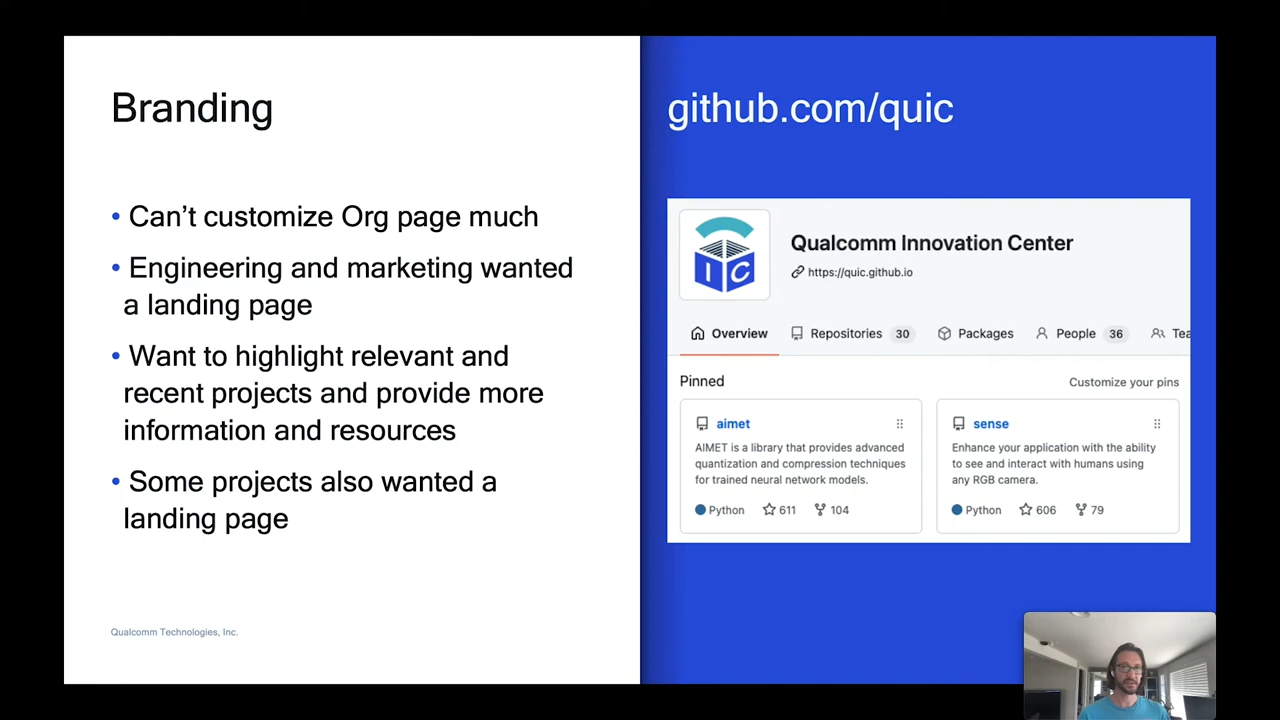 Branding
• Can’t customize Org page much
• Engineering and marketing wanted
a landing page
• Want to highlight relevant and
recent projects and provide more
information and resources
• Some projects also wanted a
landing page
Qualcomm Technologies, Inc.
github.com/quic
IC
Qualcomm Innovation Center
https://quic.github.io
Overview Repositories 30 Packages People 36 Tea
Pinned Customize your pins
aimet
AIMET is a library that provides advanced
quantization and compression techniques
for trained neural network models.
Python 611 104
sense
Enhance your application with the ability
to see and interact with humans using
any RGB camera.
Python 606 79